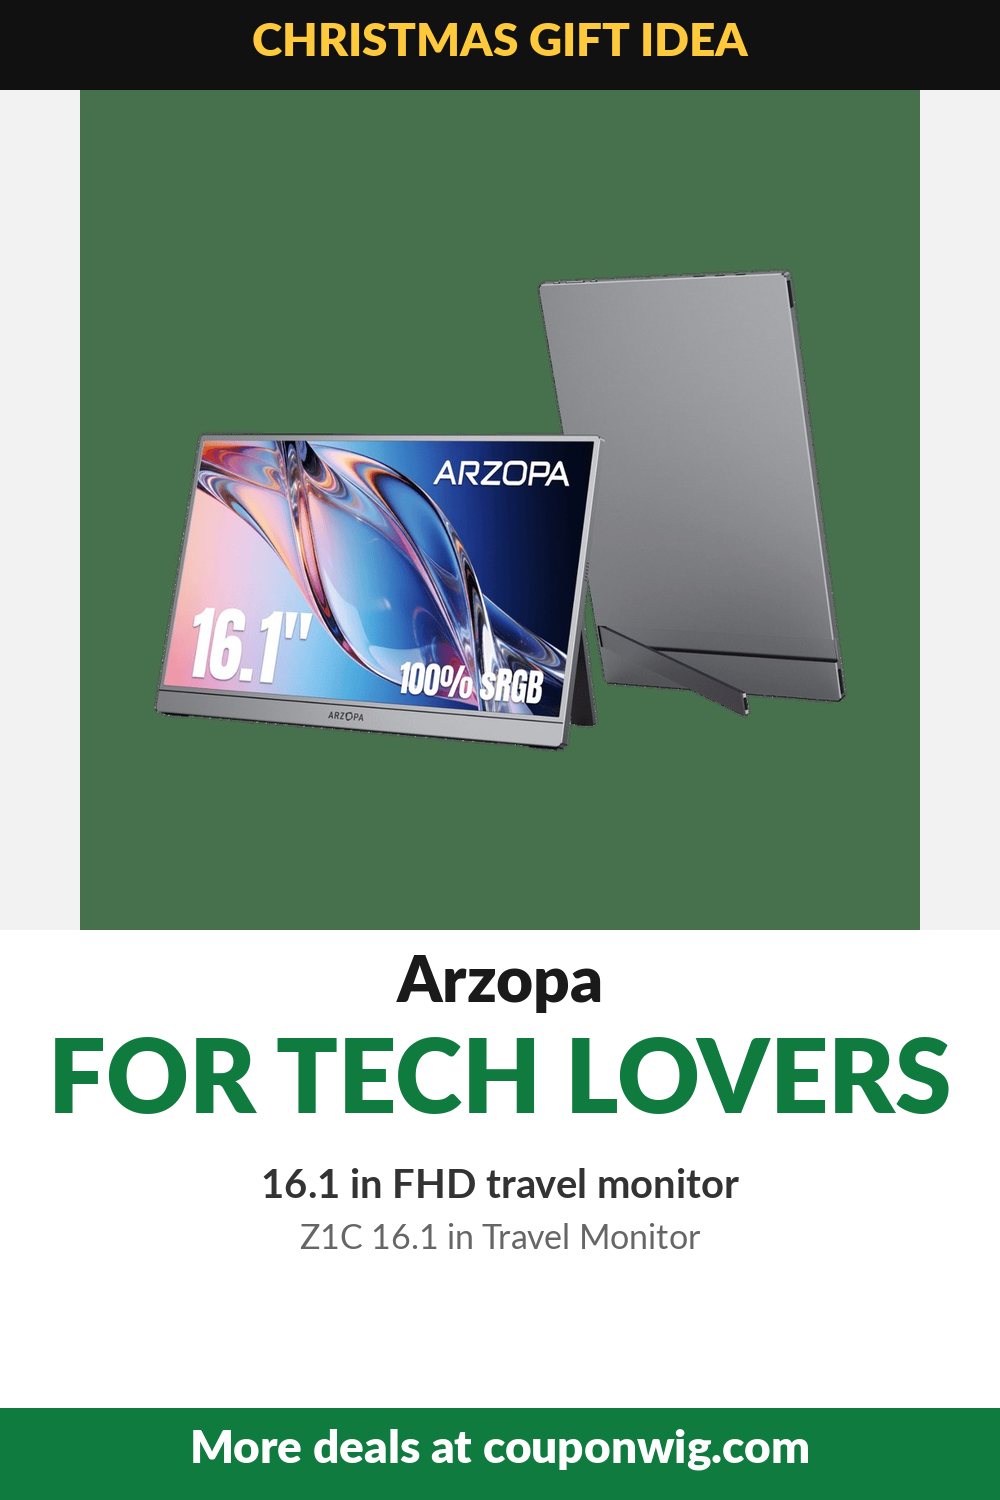 CHRISTMAS GIFT IDEA
ARZOPA
16.1"
100% sRGB
ARZOPA
Arzopa
FOR TECH LOVERS
16.1 in FHD travel monitor
Z1C 16.1 in Travel Monitor
More deals at couponwig.com